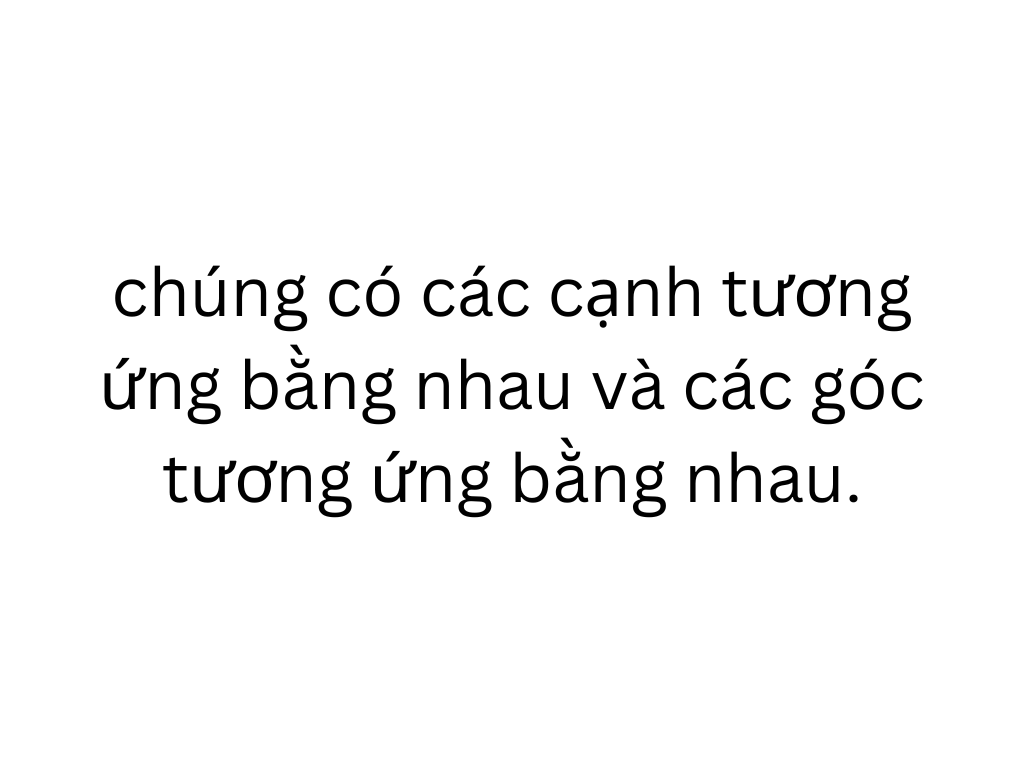 chúng có các cạnh tương
ứng bằng nhau và các góc
tương ứng bằng nhau.